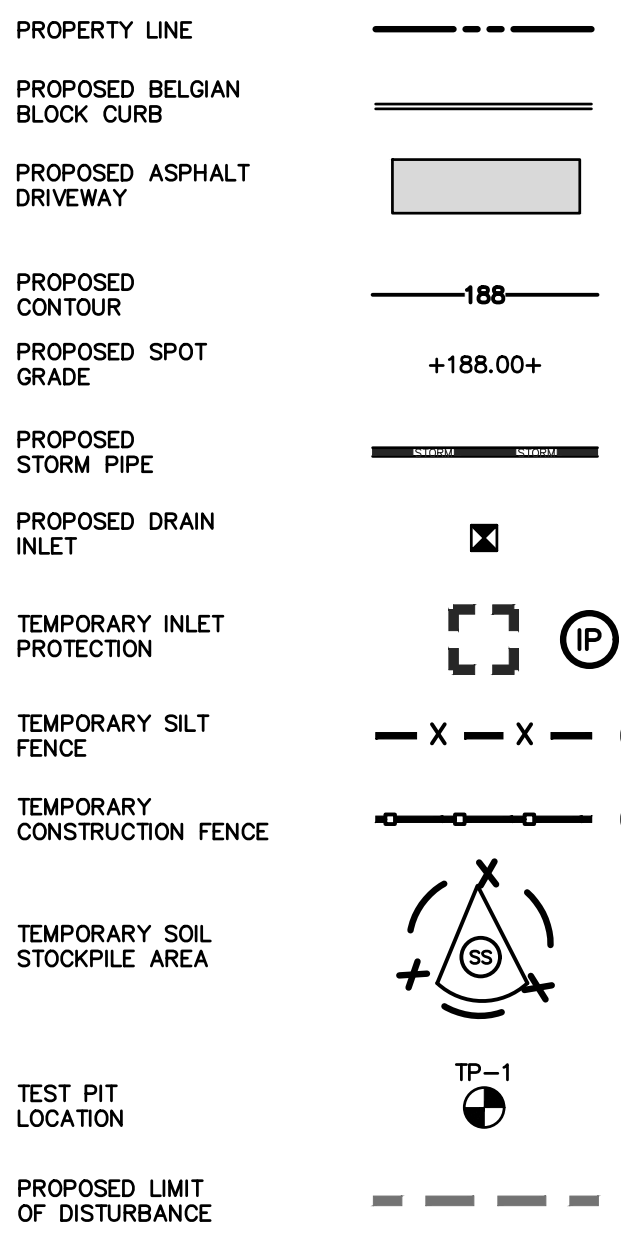 PROPERTY LINE
PROPOSED BELGIAN
BLOCK CURB
PROPOSED ASPHALT
DRIVEWAY
PROPOSED
CONTOUR
188
PROPOSED SPOT
GRADE
+188.00+
PROPOSED
STORM PIPE
STORM STORM
PROPOSED DRAIN
INLET
TEMPORARY INLET
PROTECTION
IP
TEMPORARY SILT
FENCE
X X
TEMPORARY
CONSTRUCTION FENCE
TEMPORARY SOIL
STOCKPILE AREA
X
SS
X X
TEST PIT
LOCATION
TP-1
PROPOSED LIMIT
OF DISTURBANCE